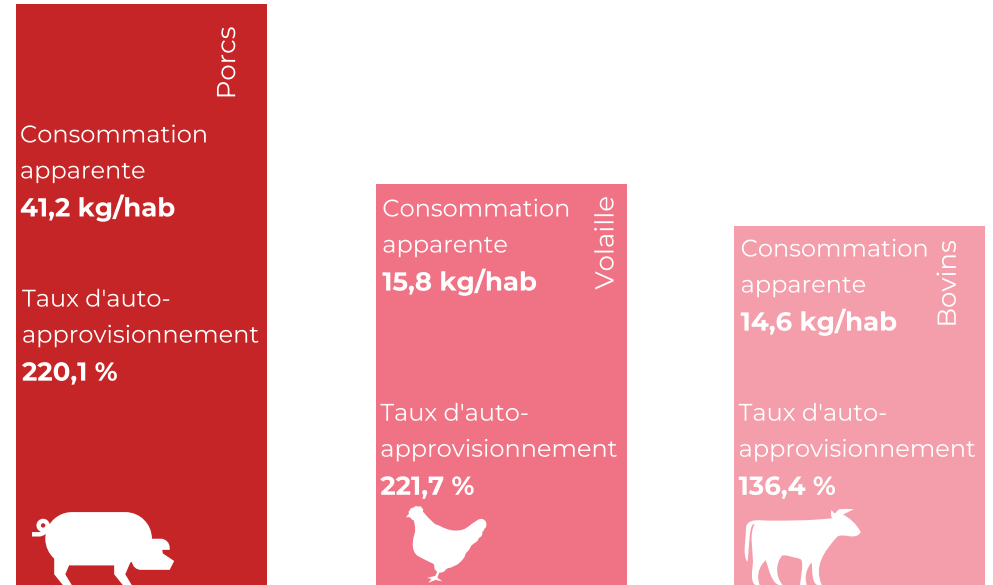 Porcs
Consommation
apparente
41,2 kg/hab
Taux d'auto-
approvisionnement
220,1 %
Volaille
Consommation
apparente
15,8 kg/hab
Taux d'auto-
approvisionnement
221,7 %
Bovins
Consommation
apparente
14,6 kg/hab
Taux d'auto-
approvisionnement
136,4 %